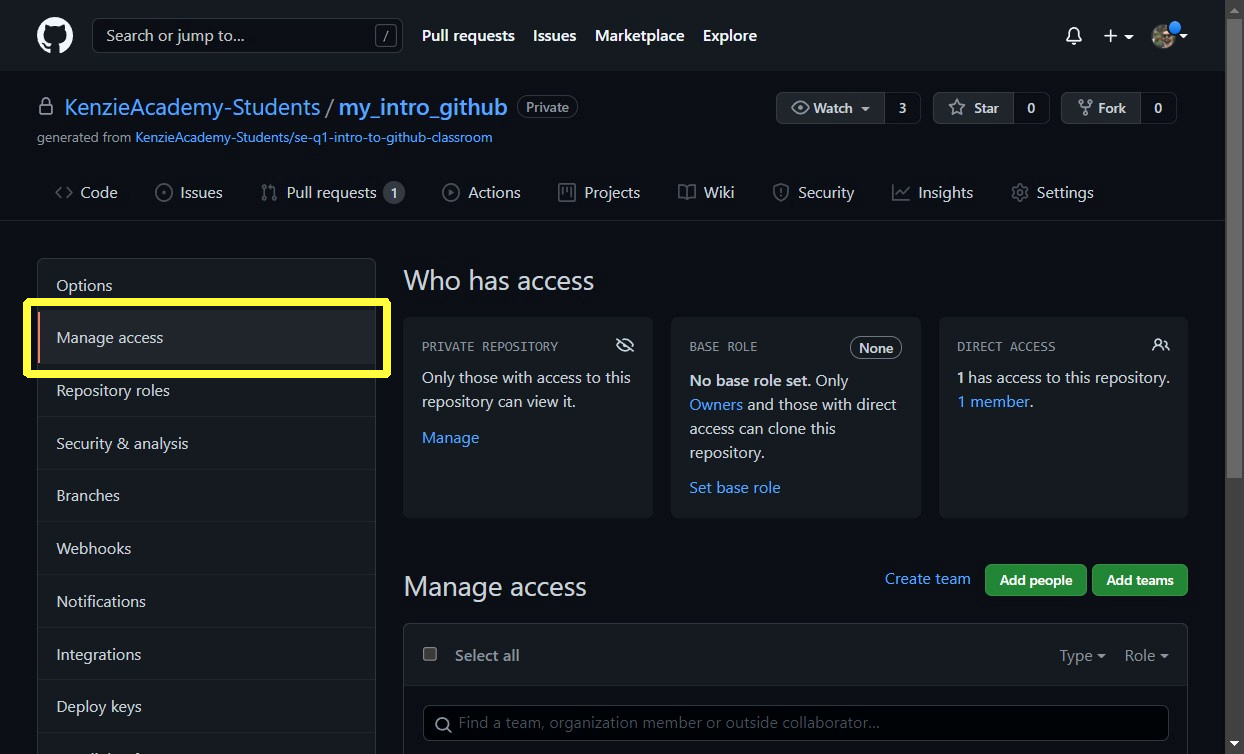 Search or jump to... /
Pull requests Issues Marketplace Explore
KenzieAcademy-Students / my_intro_github Private
Watch 3 Star 0 Fork 0
generated from KenzieAcademy-Students/se-q1-intro-to-github-classroom
Code Issues Pull requests 1 Actions Projects Wiki Security Insights Settings
Options
Manage access
Repository roles
Security & analysis
Branches
Webhooks
Notifications
Integrations
Deploy keys
Who has access
PRIVATE REPOSITORY
Only those with access to this
repository can view it.
Manage
BASE ROLE None
No base role set. Only
Owners and those with direct
access can clone this
repository.
Set base role
DIRECT ACCESS
1 has access to this repository.
1 member.
Manage access
Create team Add people Add teams
Select all Type Role
Find a team, organization member or outside collaborator...